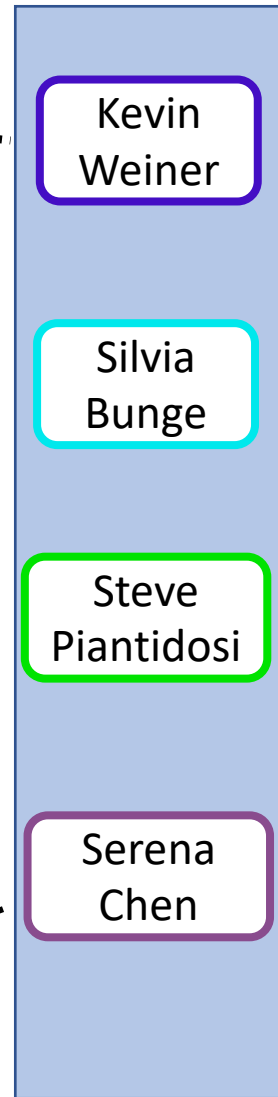 Kevin
Weiner
Silvia
Bunge
Steve
Piantidosi
Serena
Chen